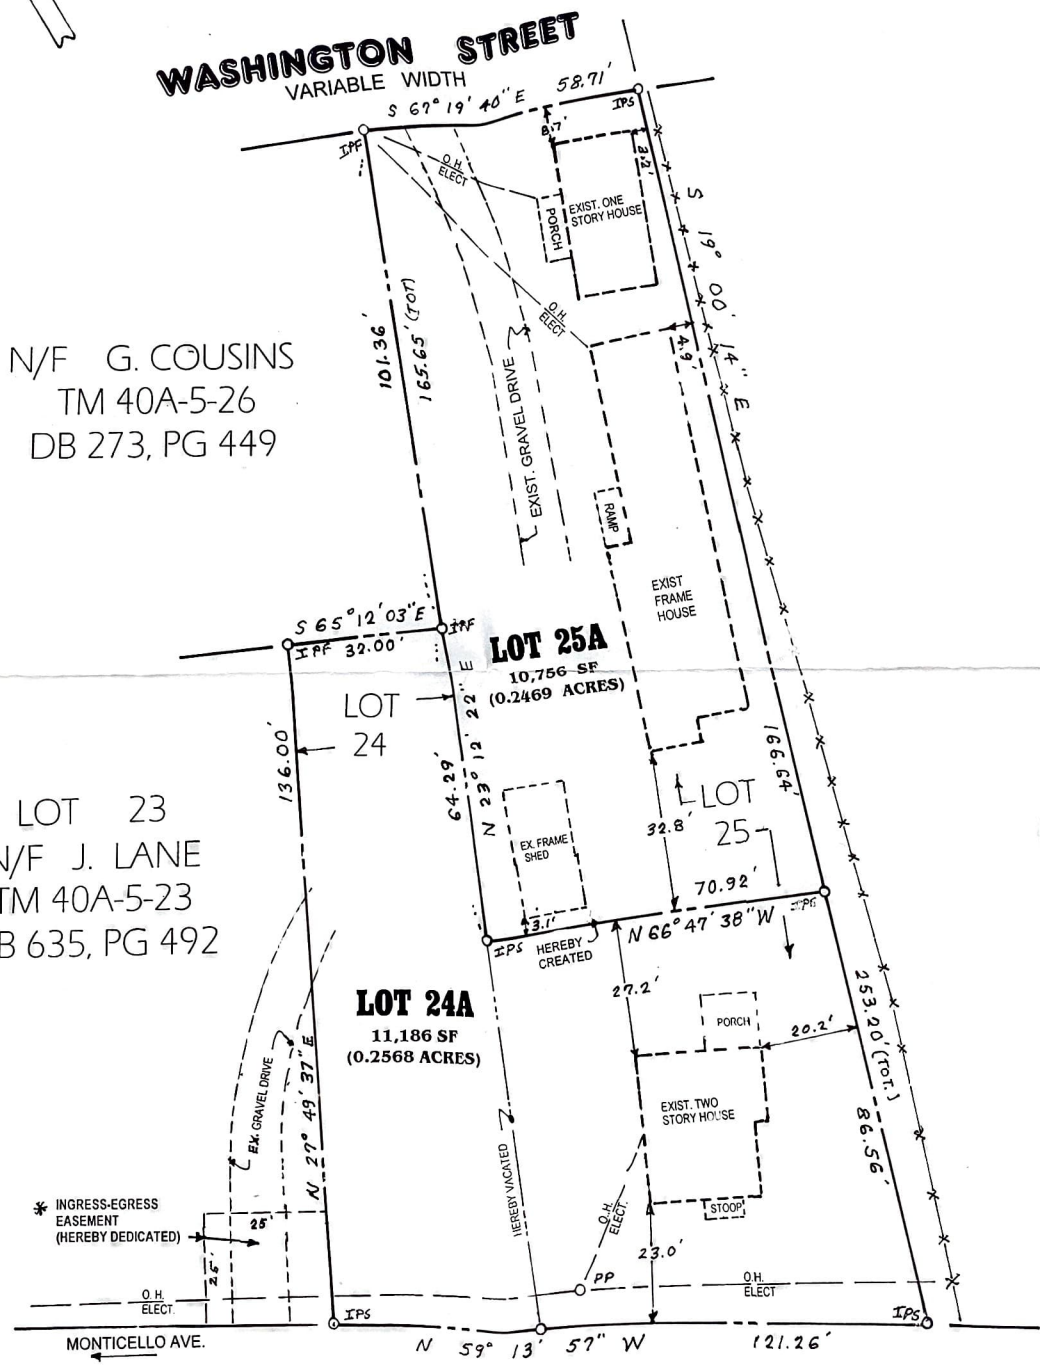 WASHINGTON STREET
VARIABLE WIDTH
S 67° 19' 40" E 58.71'
IPF
IPS
8.7'
3.2'
O.H.
ELECT
PORCH
EXIST. ONE
STORY HOUSE
S 19° 00' 14" E
O.H.
ELECT
4.9'
N/F G. COUSINS
TM 40A-5-26
DB 273, PG 449
101.36'
165.65' (TOT)
EXIST. GRAVEL DRIVE
RAMP
EXIST
FRAME
HOUSE
S 65° 12' 03" E
IPF 32.00'
IPF
LOT 25A
10,756 SF
(0.2469 ACRES)
LOT
24
136.00'
64.29'
N 23° 12' 22" E
166.64'
LOT 23
N/F J. LANE
TM 40A-5-23
B 635, PG 492
EX. FRAME
SHED
32.8'
LOT
25
70.92'
IPS
3.1'
N 66° 47' 38" W
IPS
HEREBY
CREATED
27.2'
LOT 24A
11,186 SF
(0.2568 ACRES)
PORCH
20.2'
253.20' (TOT.)
EX. GRAVEL DRIVE
N 27° 49' 37" E
EXIST. TWO
STORY HOUSE
86.56'
HEREBY VACATED
* INGRESS-EGRESS
EASEMENT
(HEREBY DEDICATED)
25'
25'
STOOP
O.H.
ELECT.
23.0'
PP
O.H.
ELECT
O.H.
ELECT.
IPS
IPS
MONTICELLO AVE.
N 59° 13' 57" W 121.26'